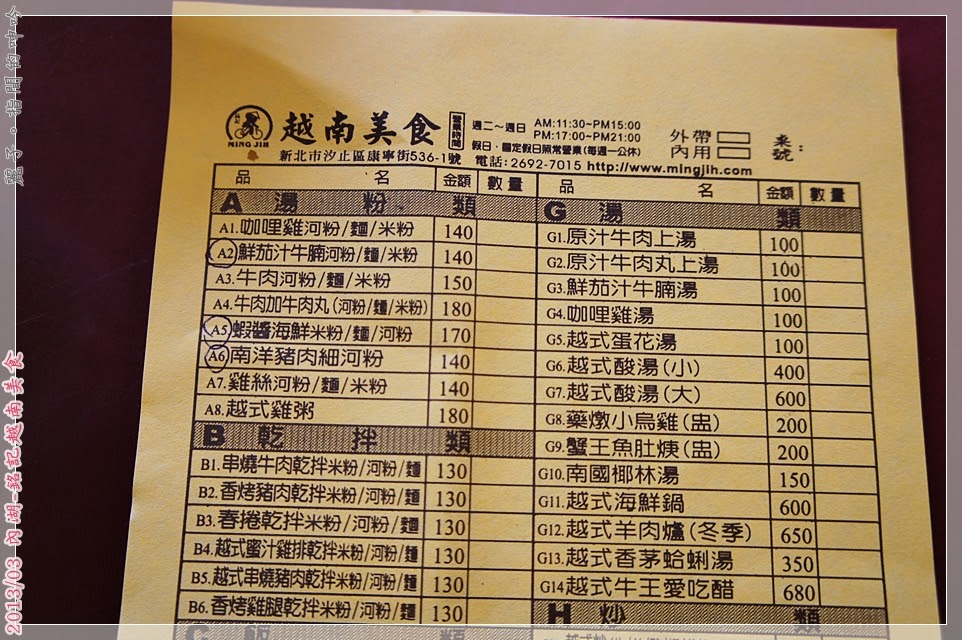 麗子。指間的呻吟
2013/03 內湖-銘記越南美食
MING JIH
越南美食
營業時間
週二～週日 AM:11:30~PM15:00
PM:17:00~PM21:00
假日、國定假日照常營業(每週一公休)
外帶
內用
桌號：
新北市汐止區康寧街536-1號 電話:2692-7015 http://www.mingjih.com
品名 金額 數量
A 湯粉類
A1.咖哩雞河粉/麵/米粉 140
A2.鮮茄汁牛腩河粉/麵/米粉 140
A3.牛肉河粉/麵/米粉 150
A4.牛肉加牛肉丸(河粉/麵/米粉) 180
A5.蝦醬海鮮米粉/麵/河粉 170
A6.南洋豬肉細河粉 140
A7.雞絲河粉/麵/米粉 140
A8.越式雞粥 180
B 乾拌類
B1.串燒牛肉乾拌米粉/河粉/麵 130
B2.香烤豬肉乾拌米粉/河粉/麵 130
B3.春捲乾拌米粉/河粉/麵 130
B4.越式蜜汁雞排乾拌米粉/河粉/麵 130
B5.越式串燒豬肉乾拌米粉/河粉/麵 130
B6.香烤雞腿乾拌米粉/河粉/麵 130
C 飯類
品名 金額 數量
G 湯類
G1.原汁牛肉上湯 100
G2.原汁牛肉丸上湯 100
G3.鮮茄汁牛腩湯 100
G4.咖哩雞湯 100
G5.越式蛋花湯 100
G6.越式酸湯(小) 400
G7.越式酸湯(大) 600
G8.藥燉小烏雞(盅) 200
G9.蟹王魚肚羹(盅) 200
G10.南國椰林湯 150
G11.越式海鮮鍋 600
G12.越式羊肉爐(冬季) 650
G13.越式香茅蛤蜊湯 350
G14.越式牛王愛吃醋 680
H 炒類